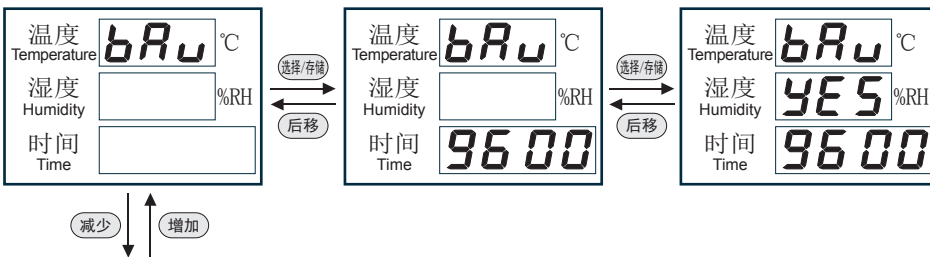 温度 Temperature bAu ℃
湿度 Humidity %RH
时间 Time
选择/存储
后移
温度 Temperature bAu ℃
湿度 Humidity %RH
时间 Time 9600
选择/存储
后移
温度 Temperature bAu ℃
湿度 Humidity YES %RH
时间 Time 9600
减少
增加